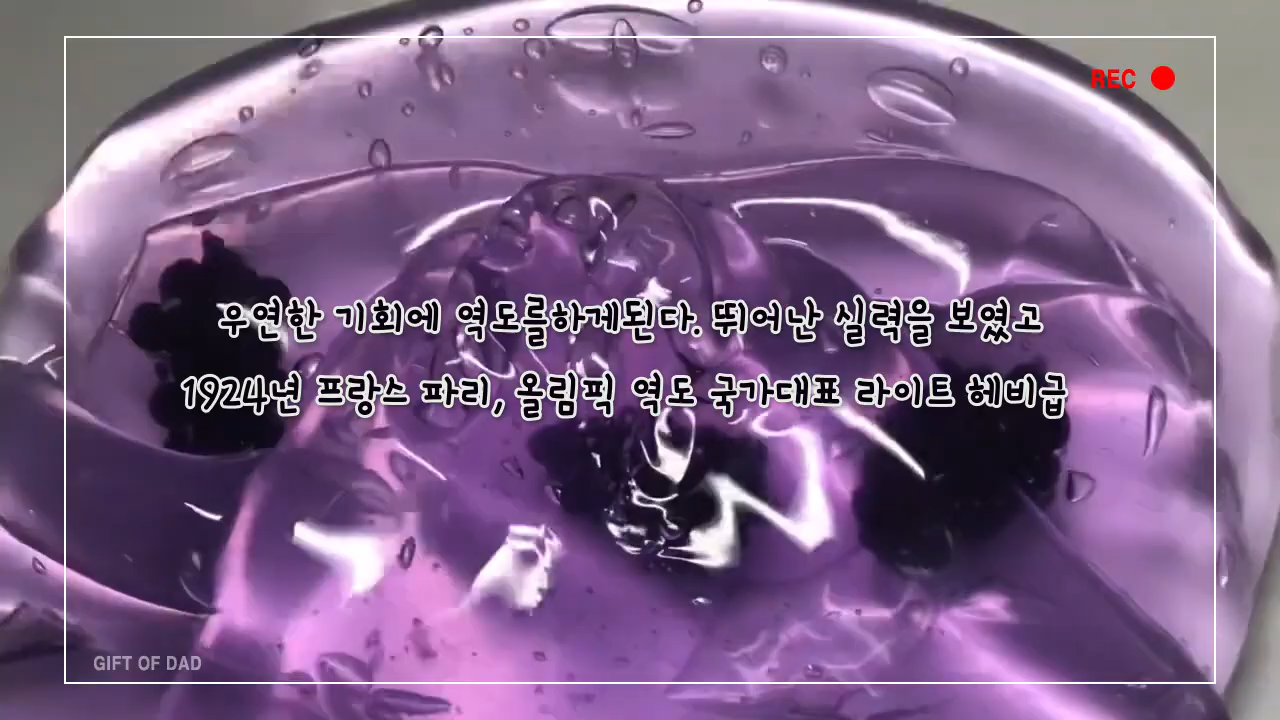 REC
우연한 기회에 역도를하게된다. 뛰어난 실력을 보였고
1924년 프랑스 파리, 올림픽 역도 국가대표 라이트 헤비급
GIFT OF DAD